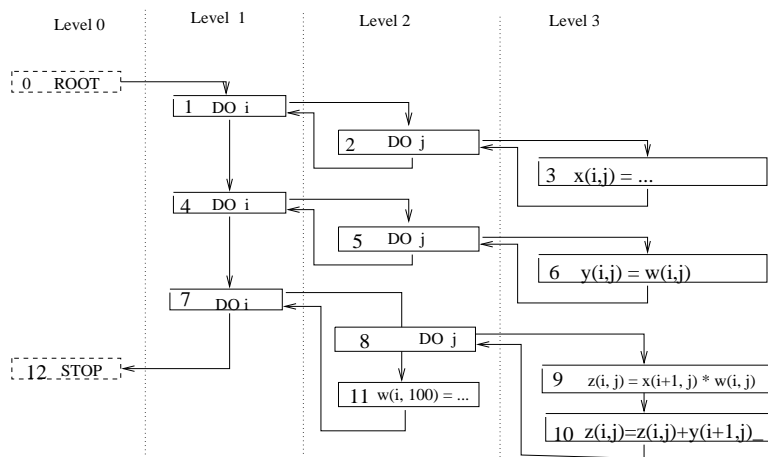 Level 0 Level 1 Level 2 Level 3
0 ROOT
1 DO i
2 DO j
3 x(i,j) = ...
4 DO i
5 DO j
6 y(i,j) = w(i,j)
7 DO i
8 DO j
9 z(i, j) = x(i+1, j) * w(i, j)
10 z(i,j)=z(i,j)+y(i+1,j)
11 w(i, 100) = ...
12 STOP